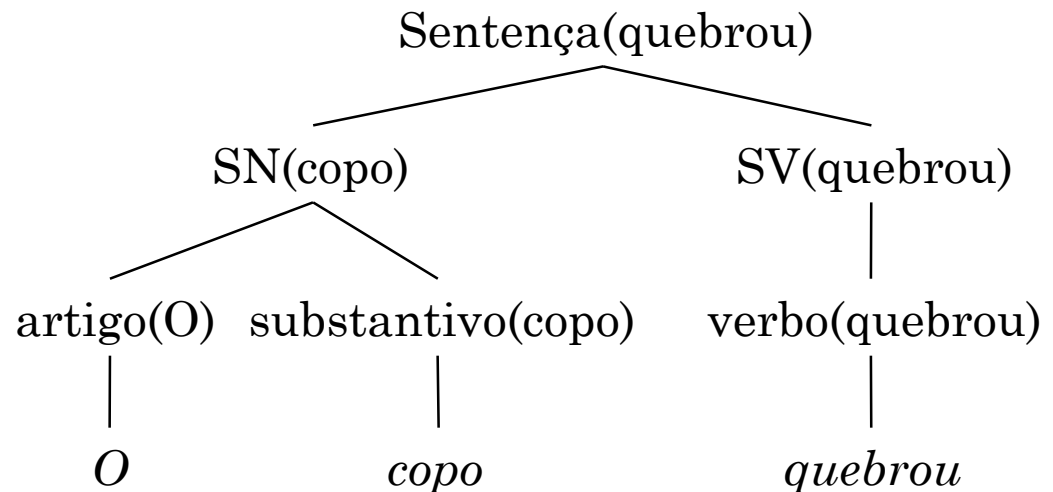 Sentença(quebrou)
SN(copo) SV(quebrou)
artigo(O) substantivo(copo) verbo(quebrou)
O copo quebrou